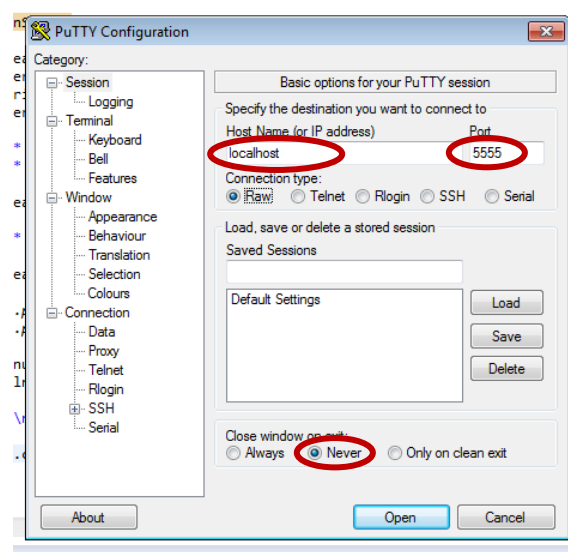 PuTTY Configuration
Category:
Session
Logging
Terminal
Keyboard
Bell
Features
Window
Appearance
Behaviour
Translation
Selection
Colours
Connection
Data
Proxy
Telnet
Rlogin
SSH
Serial
Basic options for your PuTTY session
Specify the destination you want to connect to
Host Name (or IP address) Port
localhost 5555
Connection type:
Raw Telnet Rlogin SSH Serial
Load, save or delete a stored session
Saved Sessions
Default Settings
Load
Save
Delete
Close window on exit:
Always Never Only on clean exit
About Open Cancel